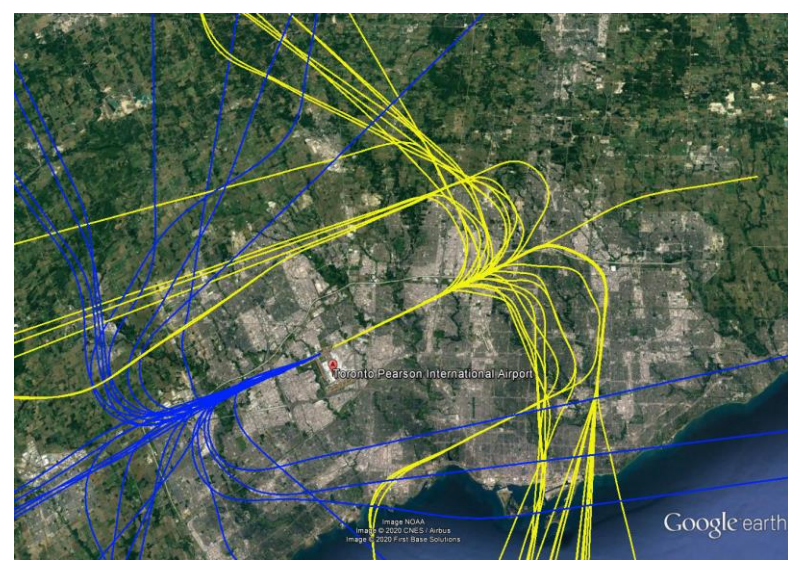 Toronto Pearson International Airport
Image NOAA
Image © 2020 CNES / Airbus
Image © 2020 First Base Solutions
Google earth